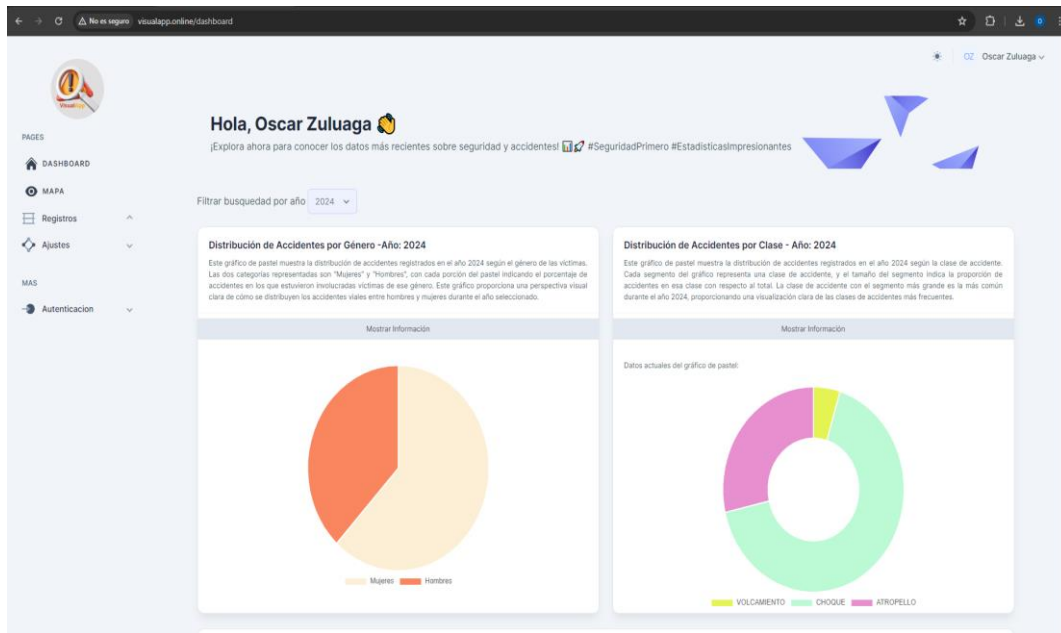 No es seguro visualapp.online/dashboard
OZ Oscar Zuluaga
VisualApp
PAGES
DASHBOARD
MAPA
Registros
Ajustes
MAS
Autenticacion
Hola, Oscar Zuluaga
¡Explora ahora para conocer los datos más recientes sobre seguridad y accidentes! #SeguridadPrimero #EstadisticasImpresionantes
Filtrar busquedad por año 2024
Distribución de Accidentes por Género -Año: 2024
Este gráfico de pastel muestra la distribución de accidentes registrados en el año 2024 según el género de las víctimas.
Las dos categorías representadas son "Mujeres" y "Hombres", con cada porción del pastel indicando el porcentaje de
accidentes en los que estuvieron involucradas víctimas de ese género. Este gráfico proporciona una perspectiva visual
clara de cómo se distribuyen los accidentes viales entre hombres y mujeres durante el año seleccionado.
Mostrar Información
Mujeres Hombres
Distribución de Accidentes por Clase - Año: 2024
Este gráfico de pastel muestra la distribución de accidentes registrados en el año 2024 según la clase de accidente.
Cada segmento del gráfico representa una clase de accidente, y el tamaño del segmento indica la proporción de
accidentes en esa clase con respecto al total. La clase de accidente con el segmento más grande es la más común
durante el año 2024, proporcionando una visualización clara de las clases de accidentes más frecuentes.
Mostrar Información
Datos actuales del gráfico de pastel:
VOLCAMIENTO CHOQUE ATROPELLO